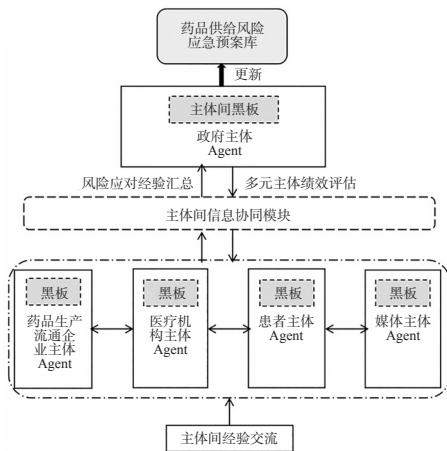 药品供给风险
应急预案库
更新
主体间黑板
政府主体
Agent
风险应对经验汇总
多元主体绩效评估
主体间信息协同模块
黑板
药品生产
流通企
业主体
Agent
黑板
医疗机
构主体
Agent
黑板
患者主体
Agent
黑板
媒体主体
Agent
主体间经验交流